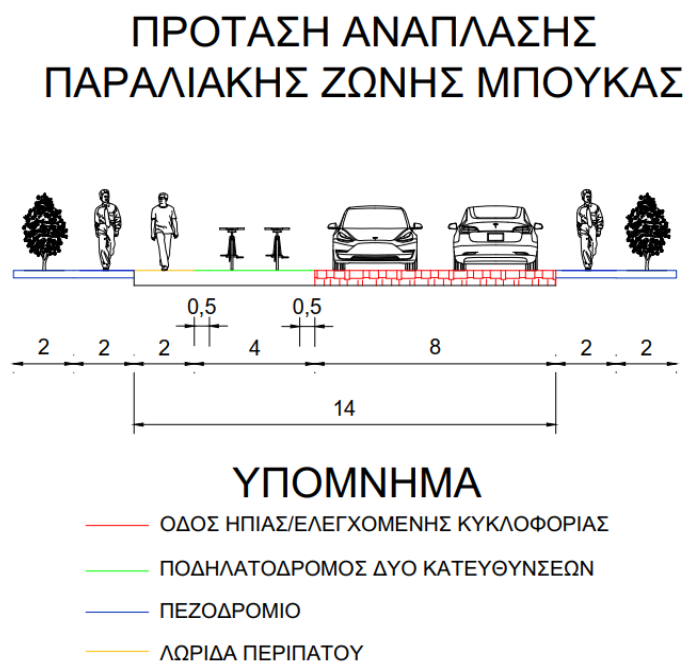 ΠΡΟΤΑΣΗ ΑΝΑΠΛΑΣΗΣ
ΠΑΡΑΛΙΑΚΗΣ ΖΩΝΗΣ ΜΠΟΥΚΑΣ
0,5 0,5
2 2 2 4 8 2 2
14
ΥΠΟΜΝΗΜΑ
ΟΔΟΣ ΗΠΙΑΣ/ΕΛΕΓΧΟΜΕΝΗΣ ΚΥΚΛΟΦΟΡΙΑΣ
ΠΟΔΗΛΑΤΟΔΡΟΜΟΣ ΔΥΟ ΚΑΤΕΥΘΥΝΣΕΩΝ
ΠΕΖΟΔΡΟΜΙΟ
ΛΩΡΙΔΑ ΠΕΡΙΠΑΤΟΥ